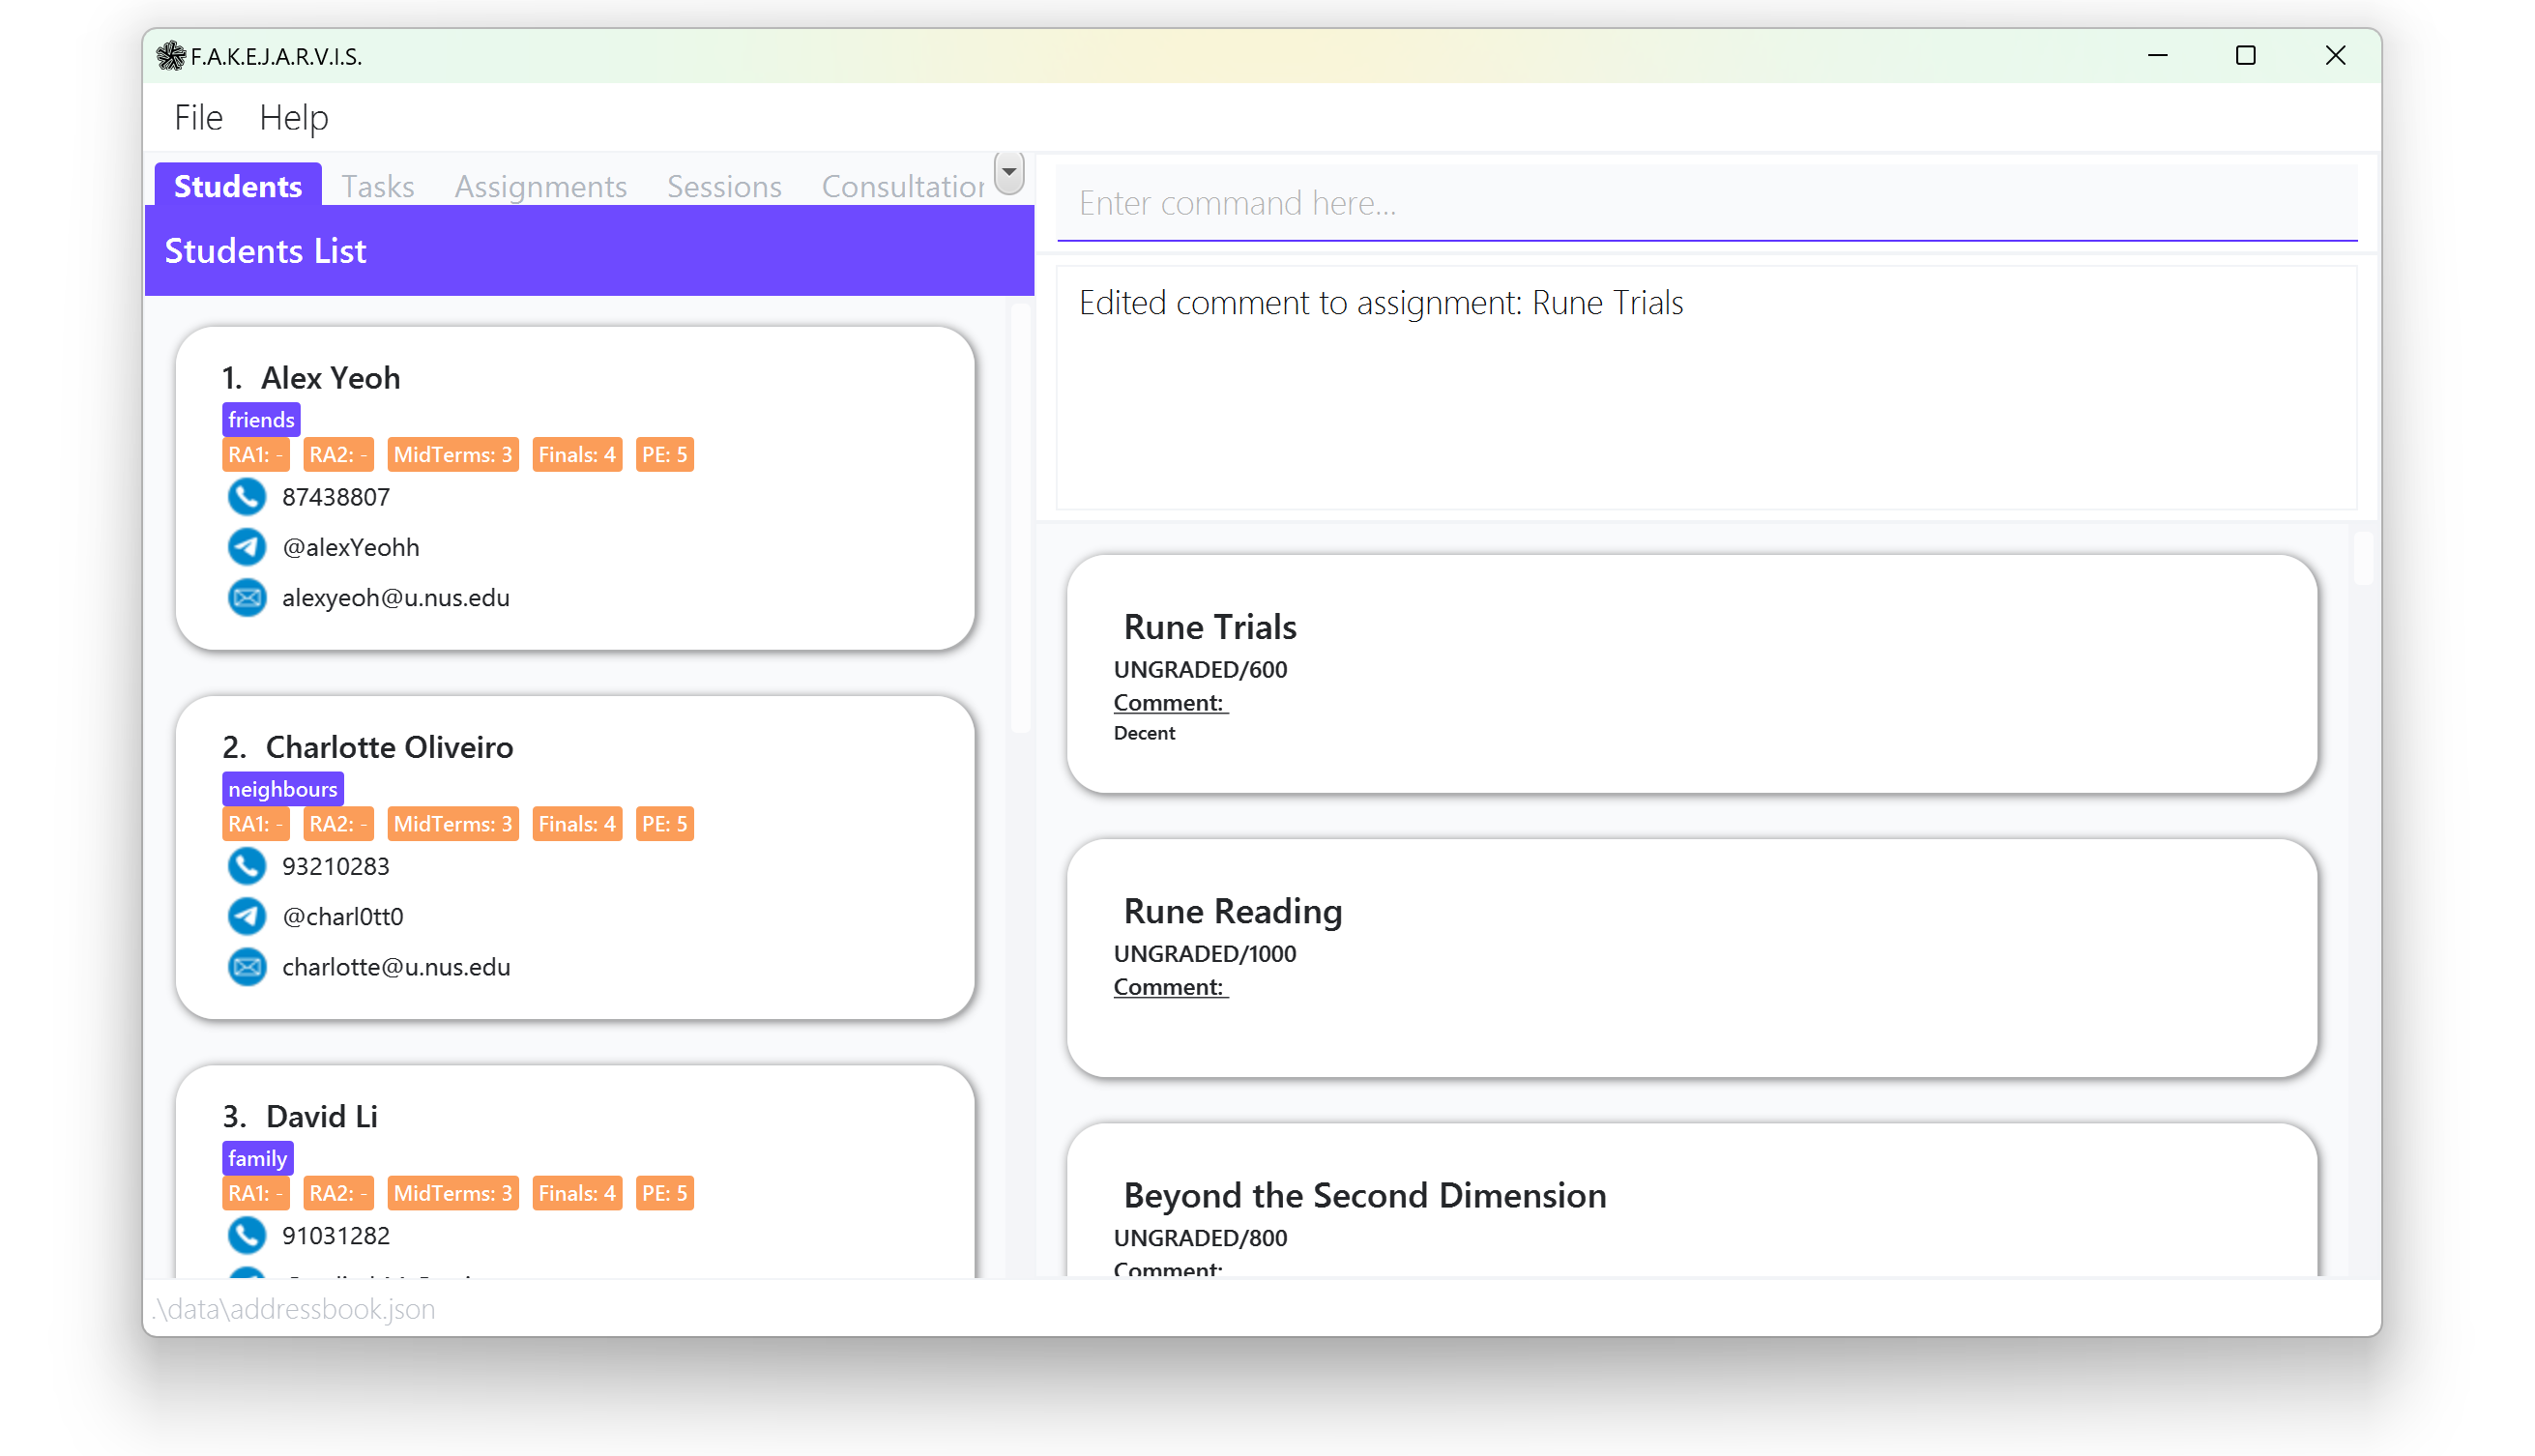 F.A.K.E.J.A.R.V.I.S.
File Help
Students Tasks Assignments Sessions
Students List
1. Alex Yeoh
friends
RA1: - RA2: - MidTerms: 3 Finals: 4 PE: 5
87438807
@alexYeohh
alexyeoh@u.nus.edu
2. Charlotte Oliveiro
neighbours
RA1: - RA2: - MidTerms: 3 Finals: 4 PE: 5
93210283
@charl0tt0
charlotte@u.nus.edu
3. David Li
family
RA1: - RA2: - MidTerms: 3 Finals: 4 PE: 5
91031282
Enter command here...
Edited comment to assignment: Rune Trials
Rune Trials
UNGRADED/600
Comment:
Decent
Rune Reading
UNGRADED/1000
Comment:
Beyond the Second Dimension
UNGRADED/800
Comment:
.\data\addressbook.json